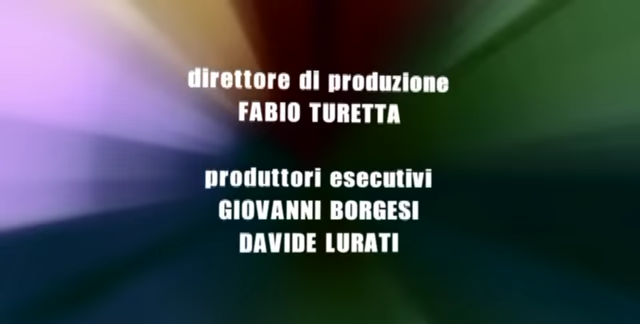 direttore di produzione
FABIO TURETTA
produttori esecutivi
GIOVANNI BORGESI
DAVIDE LURATI